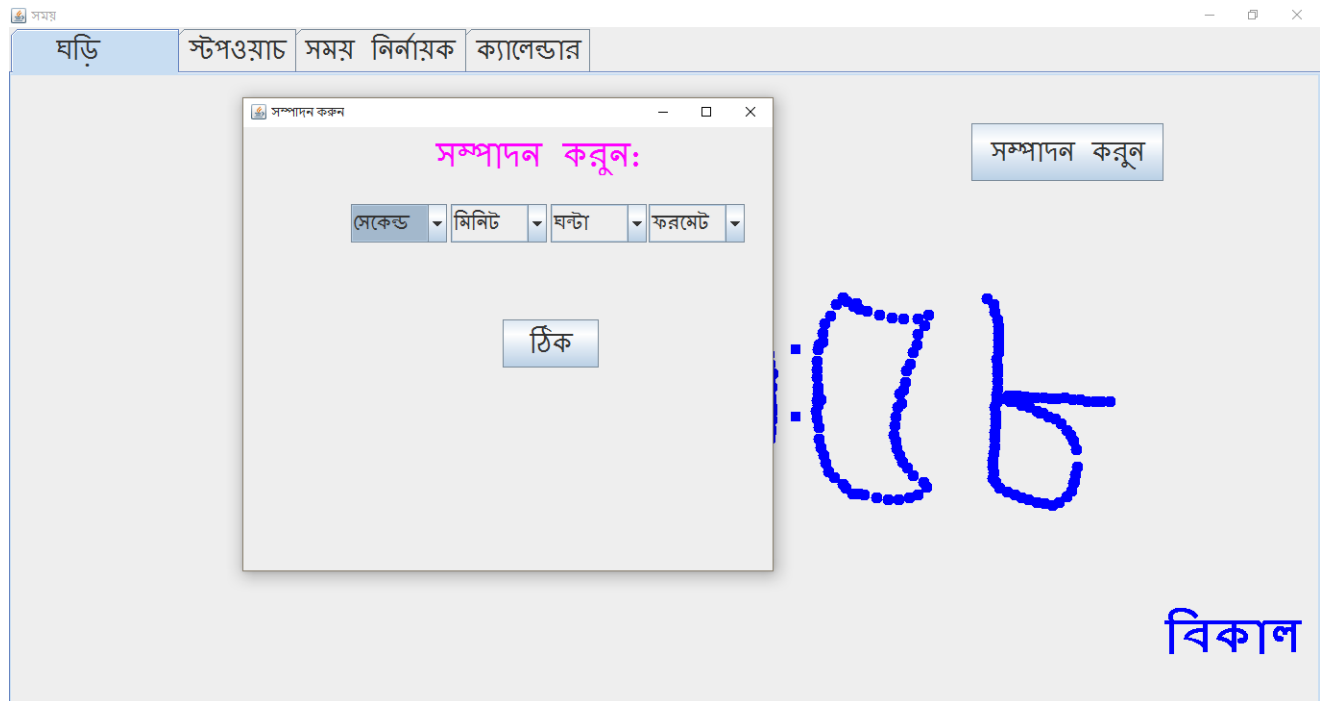 সময়
ঘড়ি স্টপওয়াচ সময় নির্নায়ক ক্যালেন্ডার
সম্পাদন করুন
সম্পাদন করুন:
সম্পাদন করুন
সেকেন্ড মিনিট ঘন্টা ফরমেট
ঠিক
: ৫৮
বিকাল